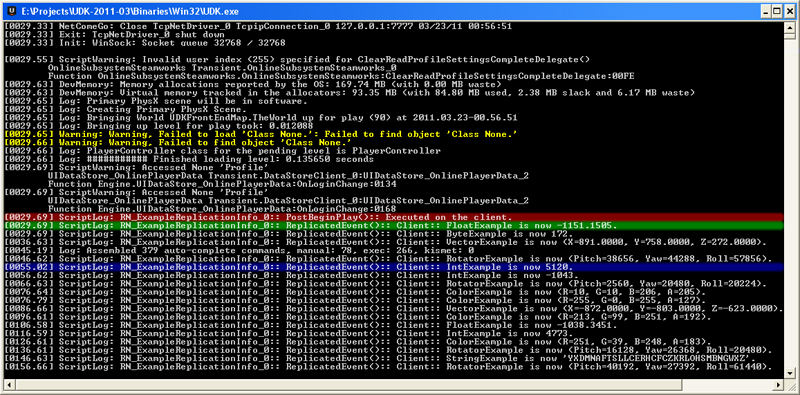 E:\Projects\UDK-2011-03\Binaries\Win32\UDK.exe
[0029.33] NetComeGo: Close TcpNetDriver_0 TcpipConnection_0 127.0.0.1:7777 03/23/11 00:56:51
[0029.33] Exit: TcpNetDriver_0 shut down
[0029.33] Init: WinSock: Socket queue 32768 / 32768
[0029.55] ScriptWarning: Invalid user index (255) specified for ClearReadProfileSettingsCompleteDelegate()
OnlineSubsystemSteamworks Transient.OnlineSubsystemSteamworks_0
Function OnlineSubsystemSteamworks.OnlineSubsystemSteamworks:ClearReadProfileSettingsCompleteDelegate:00FE
[0029.63] DevMemory: Memory allocations reported by the OS: 169.74 MB (with 0.00 MB waste)
[0029.63] DevMemory: Virtual memory tracked in the allocators: 93.35 MB (with 84.80 MB used, 2.38 MB slack and 6.17 MB waste)
[0029.65] Log: Primary PhysX scene will be in software.
[0029.65] Log: Creating Primary PhysX Scene.
[0029.65] Log: Bringing World UDKFrontEndMap.TheWorld up for play (90) at 2011.03.23-00.56.51
[0029.65] Log: Bringing up level for play took: 0.012088
[0029.65] Warning: Warning, Failed to load 'Class None.': Failed to find object 'Class None.'
[0029.66] Warning: Warning, Failed to find object 'Class None.'
[0029.66] Log: PlayerController class for the pending level is PlayerController
[0029.66] Log: ########### Finished loading level: 0.135650 seconds
[0029.69] ScriptWarning: Accessed None 'Profile'
UIDataStore_OnlinePlayerData Transient.DataStoreClient_0:UIDataStore_OnlinePlayerData_2
Function Engine.UIDataStore_OnlinePlayerData:OnLoginChange:0134
[0029.69] ScriptWarning: Accessed None 'Profile'
UIDataStore_OnlinePlayerData Transient.DataStoreClient_0:UIDataStore_OnlinePlayerData_2
Function Engine.UIDataStore_OnlinePlayerData:OnLoginChange:0168
[0029.69] ScriptLog: RN_ExampleReplicationInfo_0:: PostBeginPlay():: Executed on the client.
[0029.69] ScriptLog: RN_ExampleReplicationInfo_0:: ReplicatedEvent():: Client:: FloatExample is now -1151.1505.
[0029.69] ScriptLog: RN_ExampleReplicationInfo_0:: ReplicatedEvent():: Client:: ByteExample is now 172.
[0036.63] ScriptLog: RN_ExampleReplicationInfo_0:: ReplicatedEvent():: Client:: VectorExample is now (X=891.0000, Y=758.0000, Z=272.0000).
[0045.19] Log: Assembled 379 auto-complete commands, manual: 78, exec: 266, kismet: 0
[0046.62] ScriptLog: RN_ExampleReplicationInfo_0:: ReplicatedEvent():: Client:: RotatorExample is now (Pitch=38656, Yaw=44288, Roll=57856).
[0055.02] ScriptLog: RN_ExampleReplicationInfo_0:: ReplicatedEvent():: Client:: IntExample is now 5120.
[0056.62] ScriptLog: RN_ExampleReplicationInfo_0:: ReplicatedEvent():: Client:: IntExample is now -1043.
[0066.63] ScriptLog: RN_ExampleReplicationInfo_0:: ReplicatedEvent():: Client:: RotatorExample is now (Pitch=2560, Yaw=20480, Roll=20224).
[0076.64] ScriptLog: RN_ExampleReplicationInfo_0:: ReplicatedEvent():: Client:: ColorExample is now (R=10, G=10, B=206, A=205).
[0076.79] ScriptLog: RN_ExampleReplicationInfo_0:: ReplicatedEvent():: Client:: ColorExample is now (R=255, G=0, B=255, A=127).
[0086.66] ScriptLog: RN_ExampleReplicationInfo_0:: ReplicatedEvent():: Client:: VectorExample is now (X=-872.0000, Y=-803.0000, Z=-623.0000).
[0096.61] ScriptLog: RN_ExampleReplicationInfo_0:: ReplicatedEvent():: Client:: ColorExample is now (R=213, G=99, B=251, A=192).
[0106.58] ScriptLog: RN_ExampleReplicationInfo_0:: ReplicatedEvent():: Client:: FloatExample is now -1038.3451.
[0116.59] ScriptLog: RN_ExampleReplicationInfo_0:: ReplicatedEvent():: Client:: IntExample is now 4773.
[0126.61] ScriptLog: RN_ExampleReplicationInfo_0:: ReplicatedEvent():: Client:: ColorExample is now (R=251, G=39, B=248, A=183).
[0136.61] ScriptLog: RN_ExampleReplicationInfo_0:: ReplicatedEvent():: Client:: RotatorExample is now (Pitch=16128, Yaw=26368, Roll=20480).
[0146.63] ScriptLog: RN_ExampleReplicationInfo_0:: ReplicatedEvent():: Client:: StringExample is now 'YXDMNAFTSLLCERHCFCZKRLOHSMBNGWXZ'.
[0156.66] ScriptLog: RN_ExampleReplicationInfo_0:: ReplicatedEvent():: Client:: RotatorExample is now (Pitch=40192, Yaw=27392, Roll=61440).